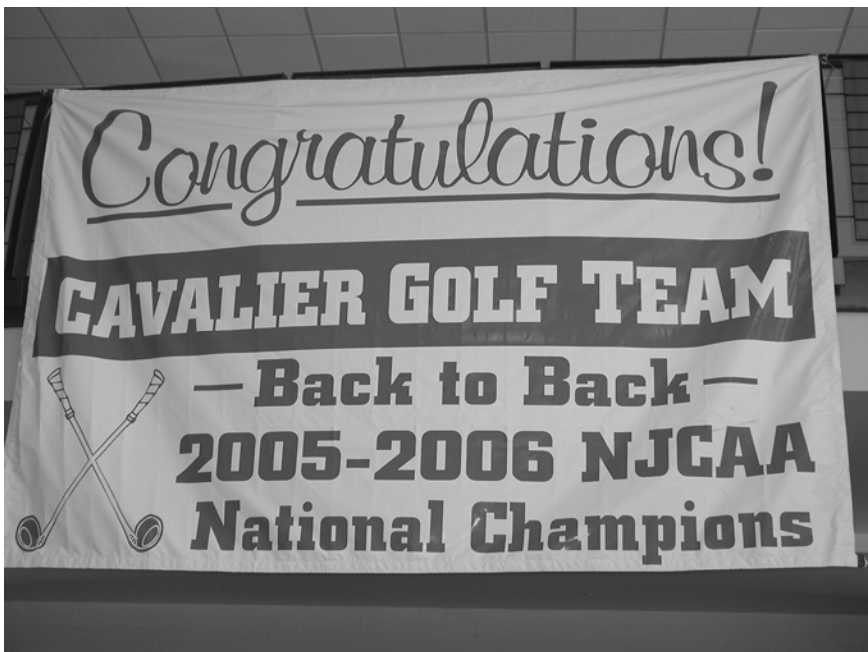 Congratulations!
CAVALIER GOLF TEAM
— Back to Back —
2005-2006 NJCAA
National Champions